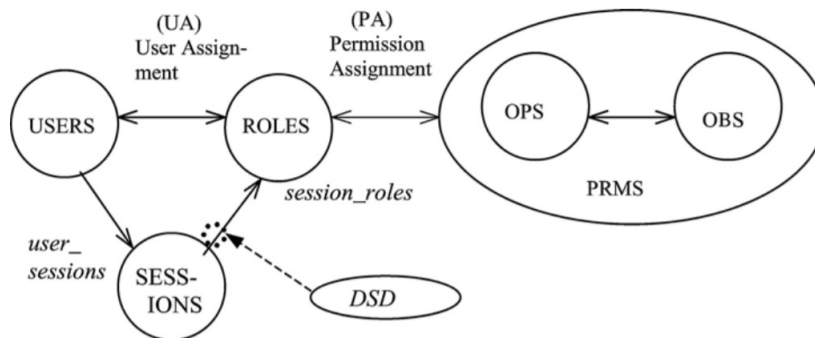 (UA)
User Assign-
ment
(PA)
Permission
Assignment
USERS
ROLES
OPS
OBS
PRMS
session_roles
user_
sessions
SESS-
IONS
DSD